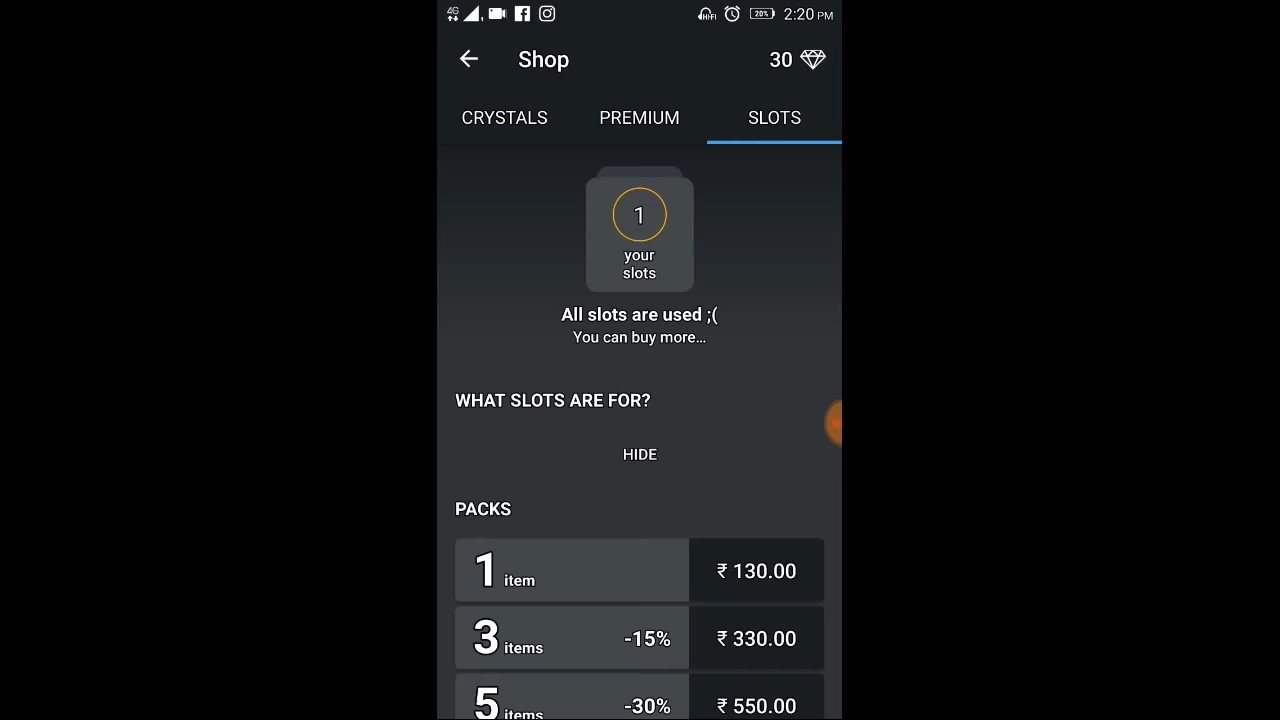 4G 20% 2:20 PM
Shop 30
CRYSTALS PREMIUM SLOTS
1
your
slots
All slots are used ;(
You can buy more...
WHAT SLOTS ARE FOR?
HIDE
PACKS
1 item ₹ 130.00
3 items -15% ₹ 330.00
5 items -30% ₹ 550.00